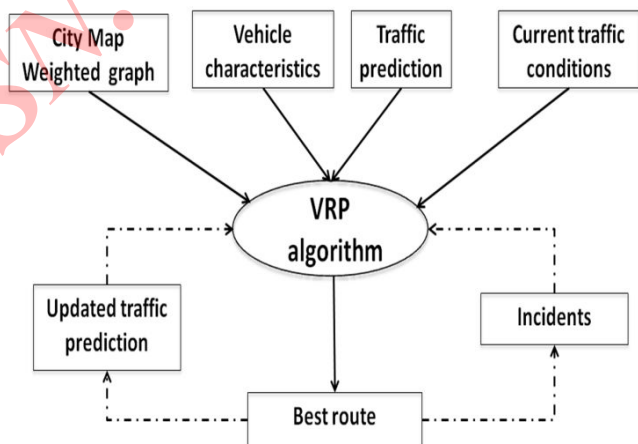 City Map
Weighted graph
Vehicle
characteristics
Traffic
prediction
Current traffic
conditions
VRP
algorithm
Updated traffic
prediction
Incidents
Best route
SN.